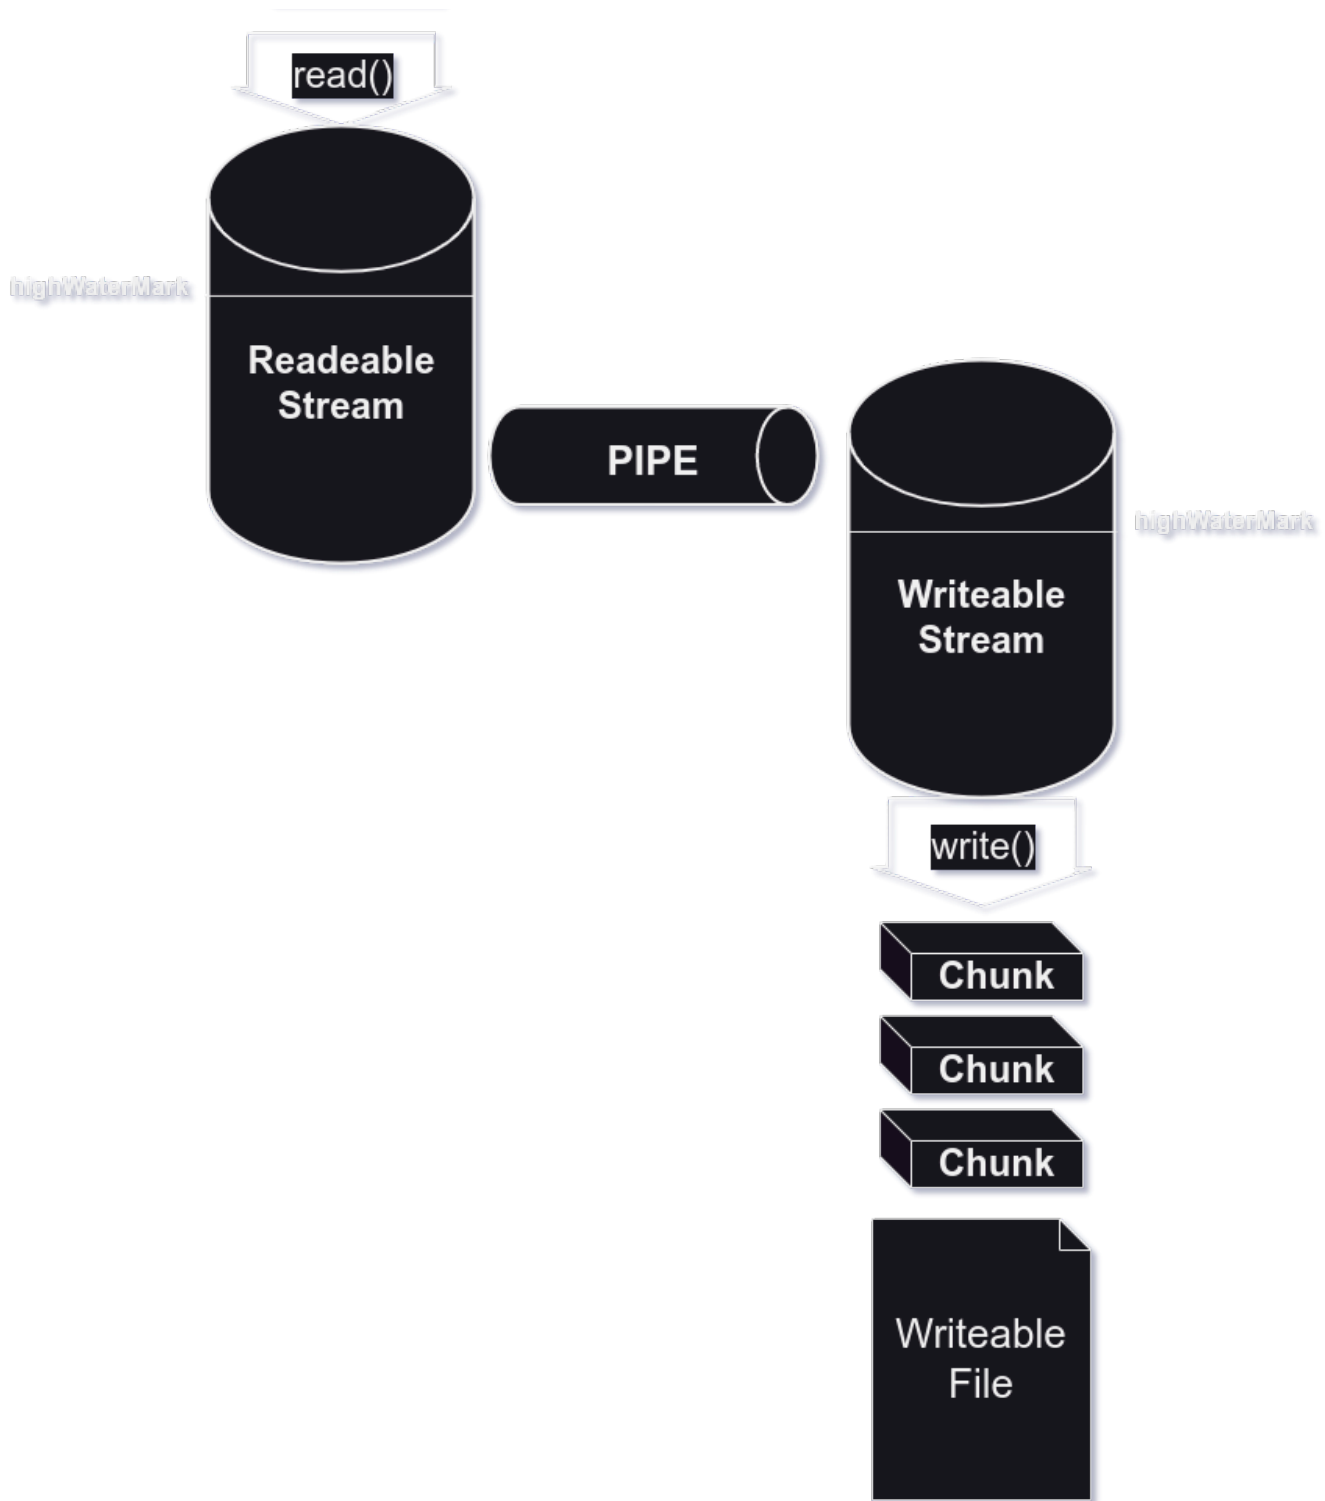 read()
highWaterMark
Readeable
Stream
PIPE
highWaterMark
Writeable
Stream
write()
Chunk
Chunk
Chunk
Writeable
File